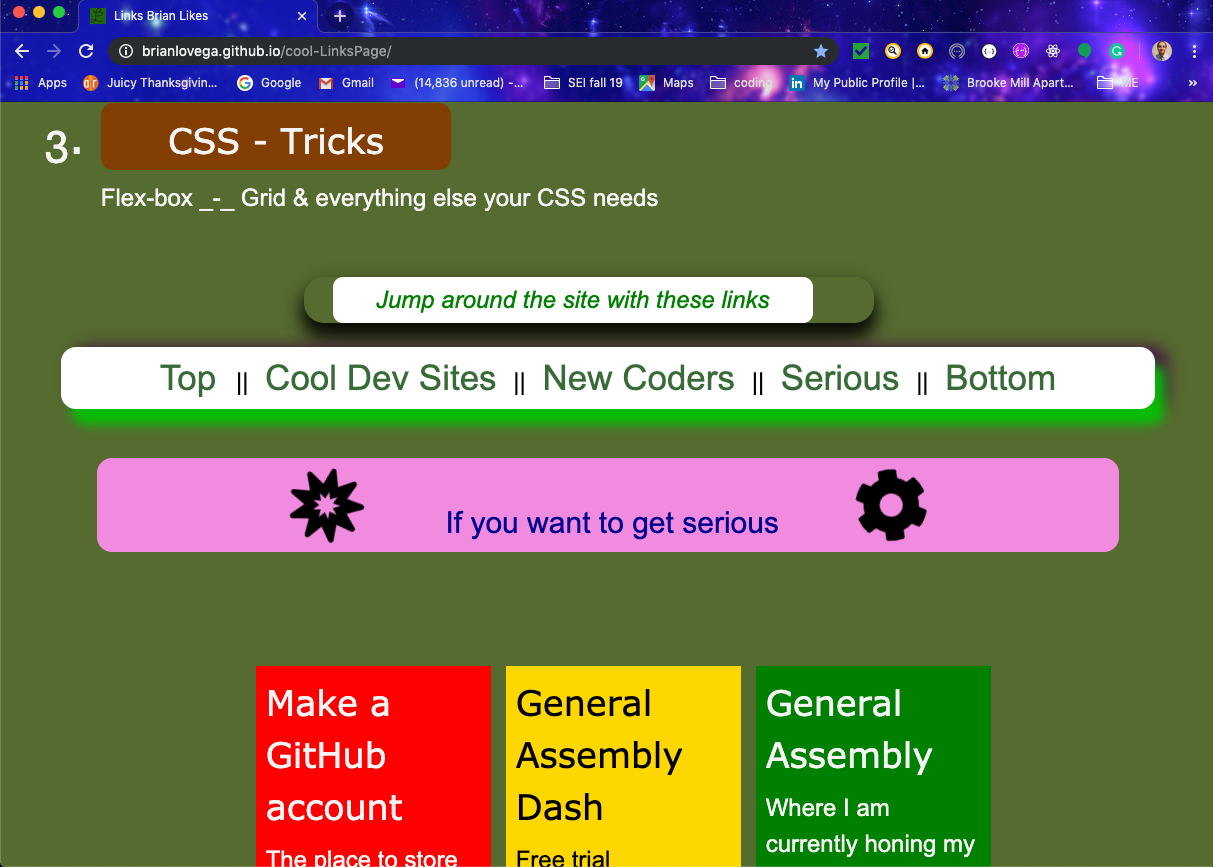 Links Brian Likes
brianlovega.github.io/cool-LinksPage/
Apps Juicy Thanksgivin... Google Gmail (14,836 unread) -... SEI fall 19 Maps coding My Public Profile |... Brooke Mill Apart... ME »
3. CSS - Tricks
Flex-box _-_ Grid & everything else your CSS needs
Jump around the site with these links
Top || Cool Dev Sites || New Coders || Serious || Bottom
If you want to get serious
Make a
GitHub
account
The place to store
General
Assembly
Dash
Free trial
General
Assembly
Where I am
currently honing my